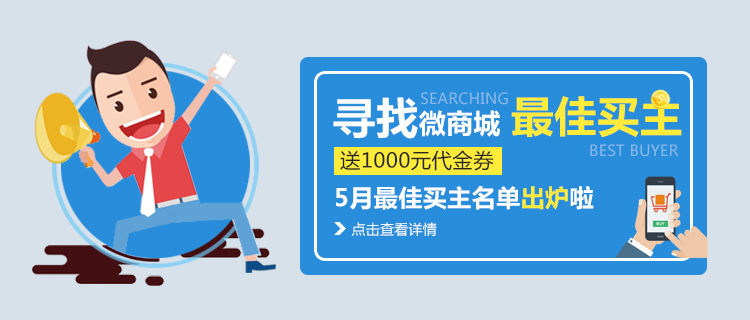 SEARCHING
寻找微商城 最佳买主
BEST BUYER
送1000元代金券
5月最佳买主名单出炉啦
点击查看详情
BUY